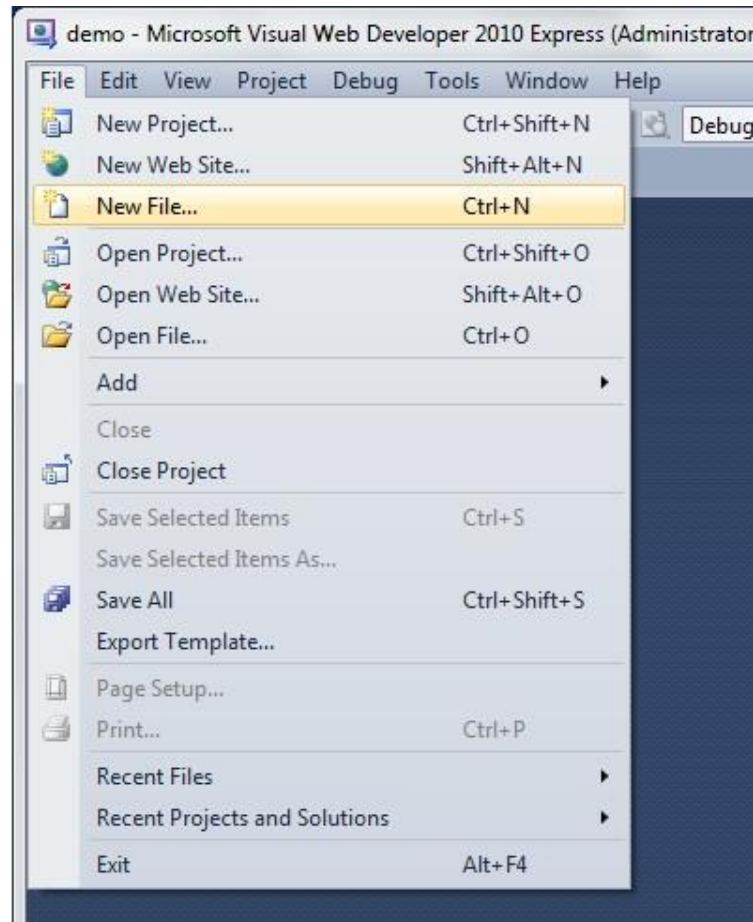 demo - Microsoft Visual Web Developer 2010 Express (Administrator
File Edit View Project Debug Tools Window Help
New Project... Ctrl+Shift+N
Debug
New Web Site... Shift+Alt+N
New File... Ctrl+N
Open Project... Ctrl+Shift+O
Open Web Site... Shift+Alt+O
Open File... Ctrl+O
Add
Close
Close Project
Save Selected Items Ctrl+S
Save Selected Items As...
Save All Ctrl+Shift+S
Export Template...
Page Setup...
Print... Ctrl+P
Recent Files
Recent Projects and Solutions
Exit Alt+F4